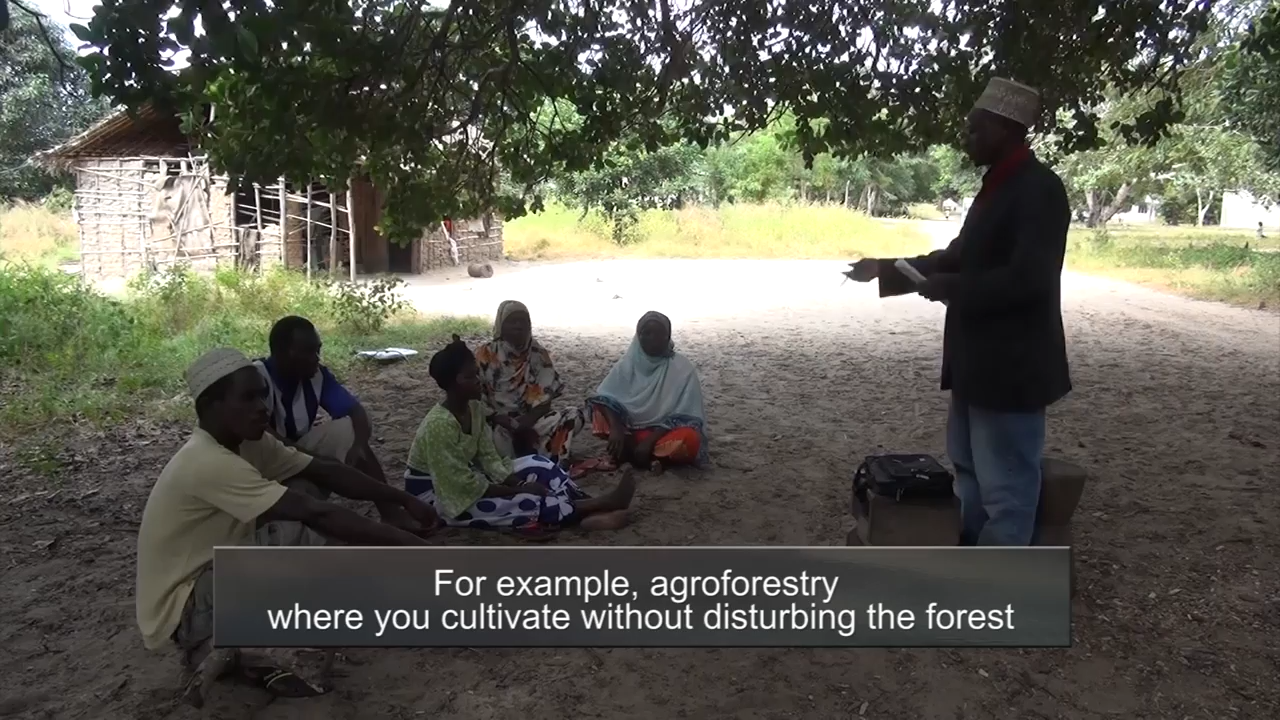 For example, agroforestry
where you cultivate without disturbing the forest